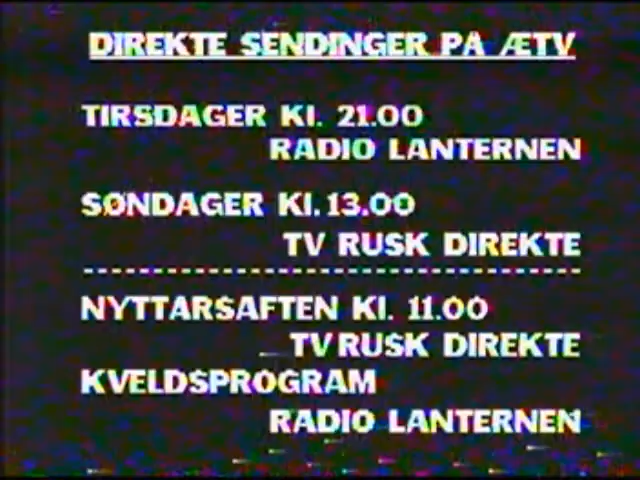 DIREKTE SENDINGER PA ÆTV
TIRSDAGER Kl. 21.00
RADIO LANTERNEN
SØNDAGER Kl.13.00
TV RUSK DIREKTE
---------------------------------
NYTTARSAFTEN Kl. 11.00
TV RUSK DIREKTE
KVELDSPROGRAM
RADIO LANTERNEN